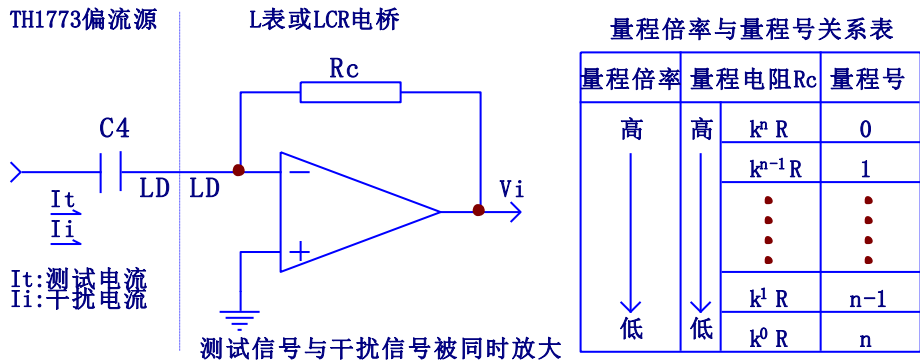 TH1773偏流源
L表或LCR电桥
Rc
C4
LD
LD
It
Ii
Vi
It:测试电流
Ii:干扰电流
测试信号与干扰信号被同时放大
量程倍率与量程号关系表
量程倍率 量程电阻Rc 量程号
高 高 kⁿ R 0
kⁿ⁻¹ R 1
k¹ R n-1
低 低 k⁰ R n